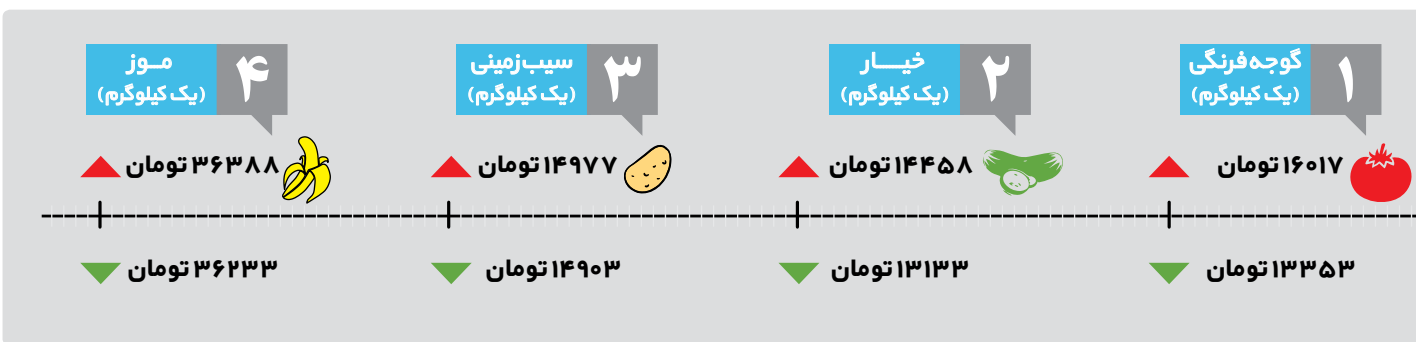 ۱
گوجه‌فرنگی
(یک کیلوگرم)
۱۶۰۱۷ تومان
۱۳۳۵۳ تومان
۲
خیـــار
(یک کیلوگرم)
۱۴۴۵۸ تومان
۱۳۱۳۳ تومان
۳
سیب‌زمینی
(یک کیلوگرم)
۱۴۹۷۷ تومان
۱۴۹۰۳ تومان
۴
مــوز
(یک کیلوگرم)
۳۶۳۸۸ تومان
۳۶۲۳۳ تومان